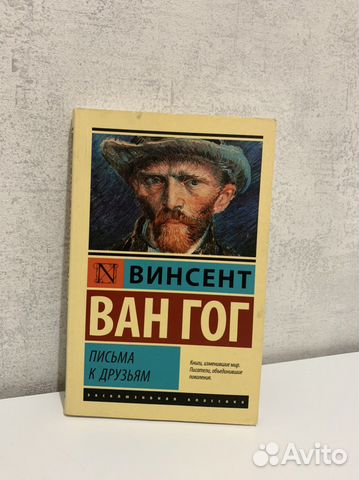 N
ВИНСЕНТ
ВАН ГОГ
ПИСЬМА
К ДРУЗЬЯМ
Книги, изменившие мир.
Писатели, объединившие
поколения.
ЭКСКЛЮЗИВНАЯ КЛАССИКА
Avito